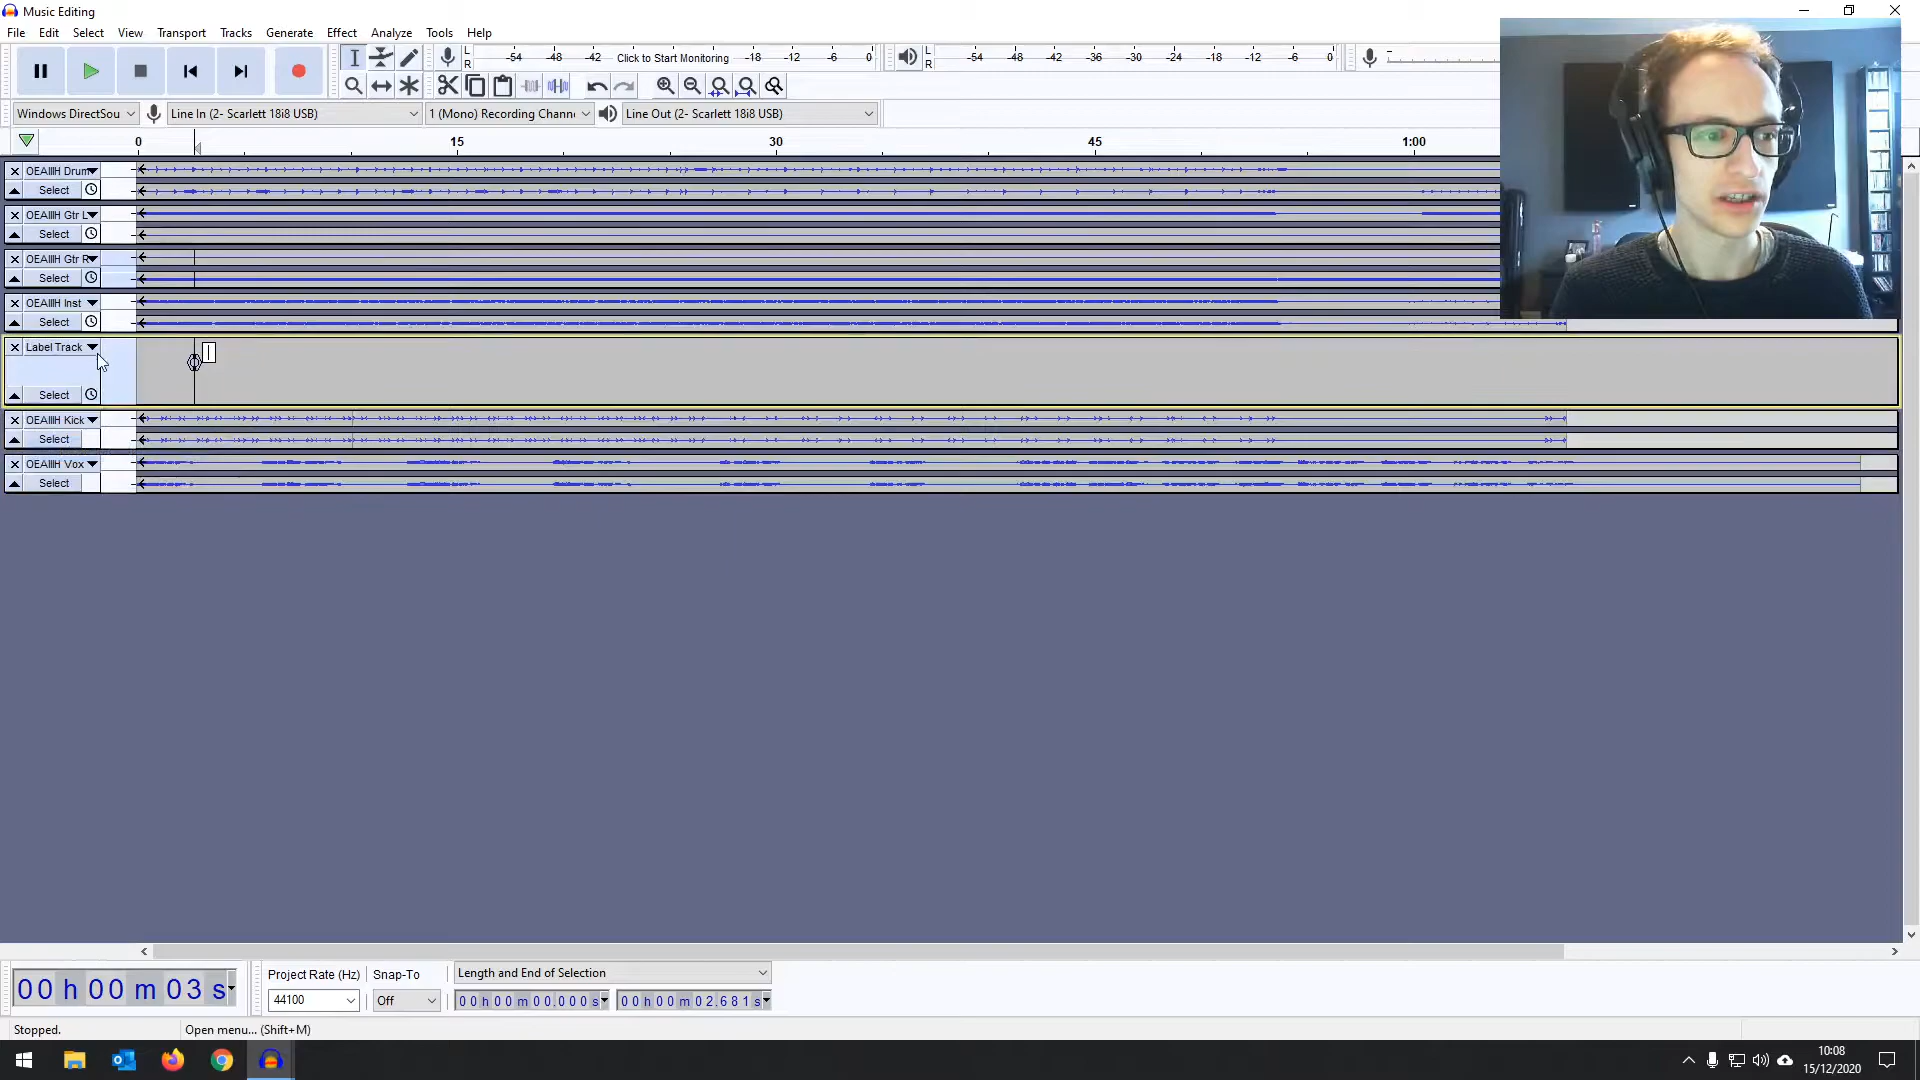 Music Editing
File Edit Select View Transport Tracks Generate Effect Analyze Tools Help
L
R
-54 -48 -42 Click to Start Monitoring -18 -12 -6 0
L
R
-54 -48 -42 -36 -30 -24 -18 -12 -6 0
Windows DirectSou Line In (2- Scarlett 18i8 USB) 1 (Mono) Recording Chann Line Out (2- Scarlett 18i8 USB)
0 15 30 45 1:00
OEAIIIH Drum
Select
OEAIIIH Gtr L
Select
OEAIIIH Gtr R
Select
OEAIIIH Inst
Select
Label Track
Select
OEAIIIH Kick
Select
OEAIIIH Vox
Select
00 h 00 m 03 s
Project Rate (Hz) Snap-To Length and End of Selection
44100 Off 00 h 00 m 00.000 s 00 h 00 m 02.681 s
Stopped. Open menu... (Shift+M)
10:08
15/12/2020